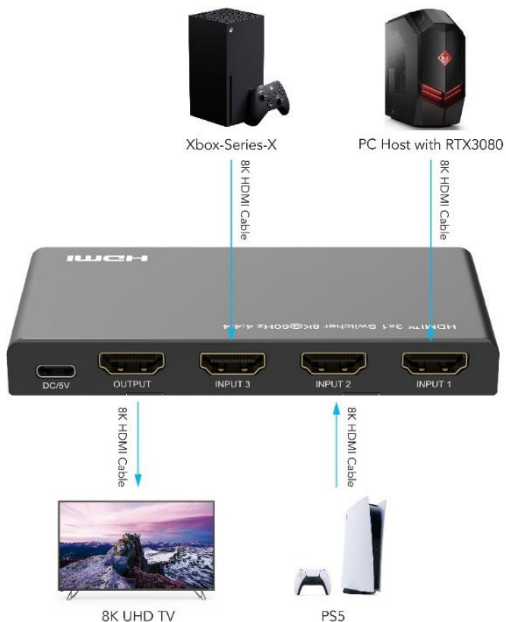 Xbox-Series-X
PC Host with RTX3080
8K HDMI Cable
8K HDMI Cable
HDMI
HDMI™ 3x1 Switcher 8K@60Hz 4:4:4
DC/5V
OUTPUT
INPUT 3
INPUT 2
INPUT 1
8K HDMI Cable
8K HDMI Cable
8K UHD TV
PS5